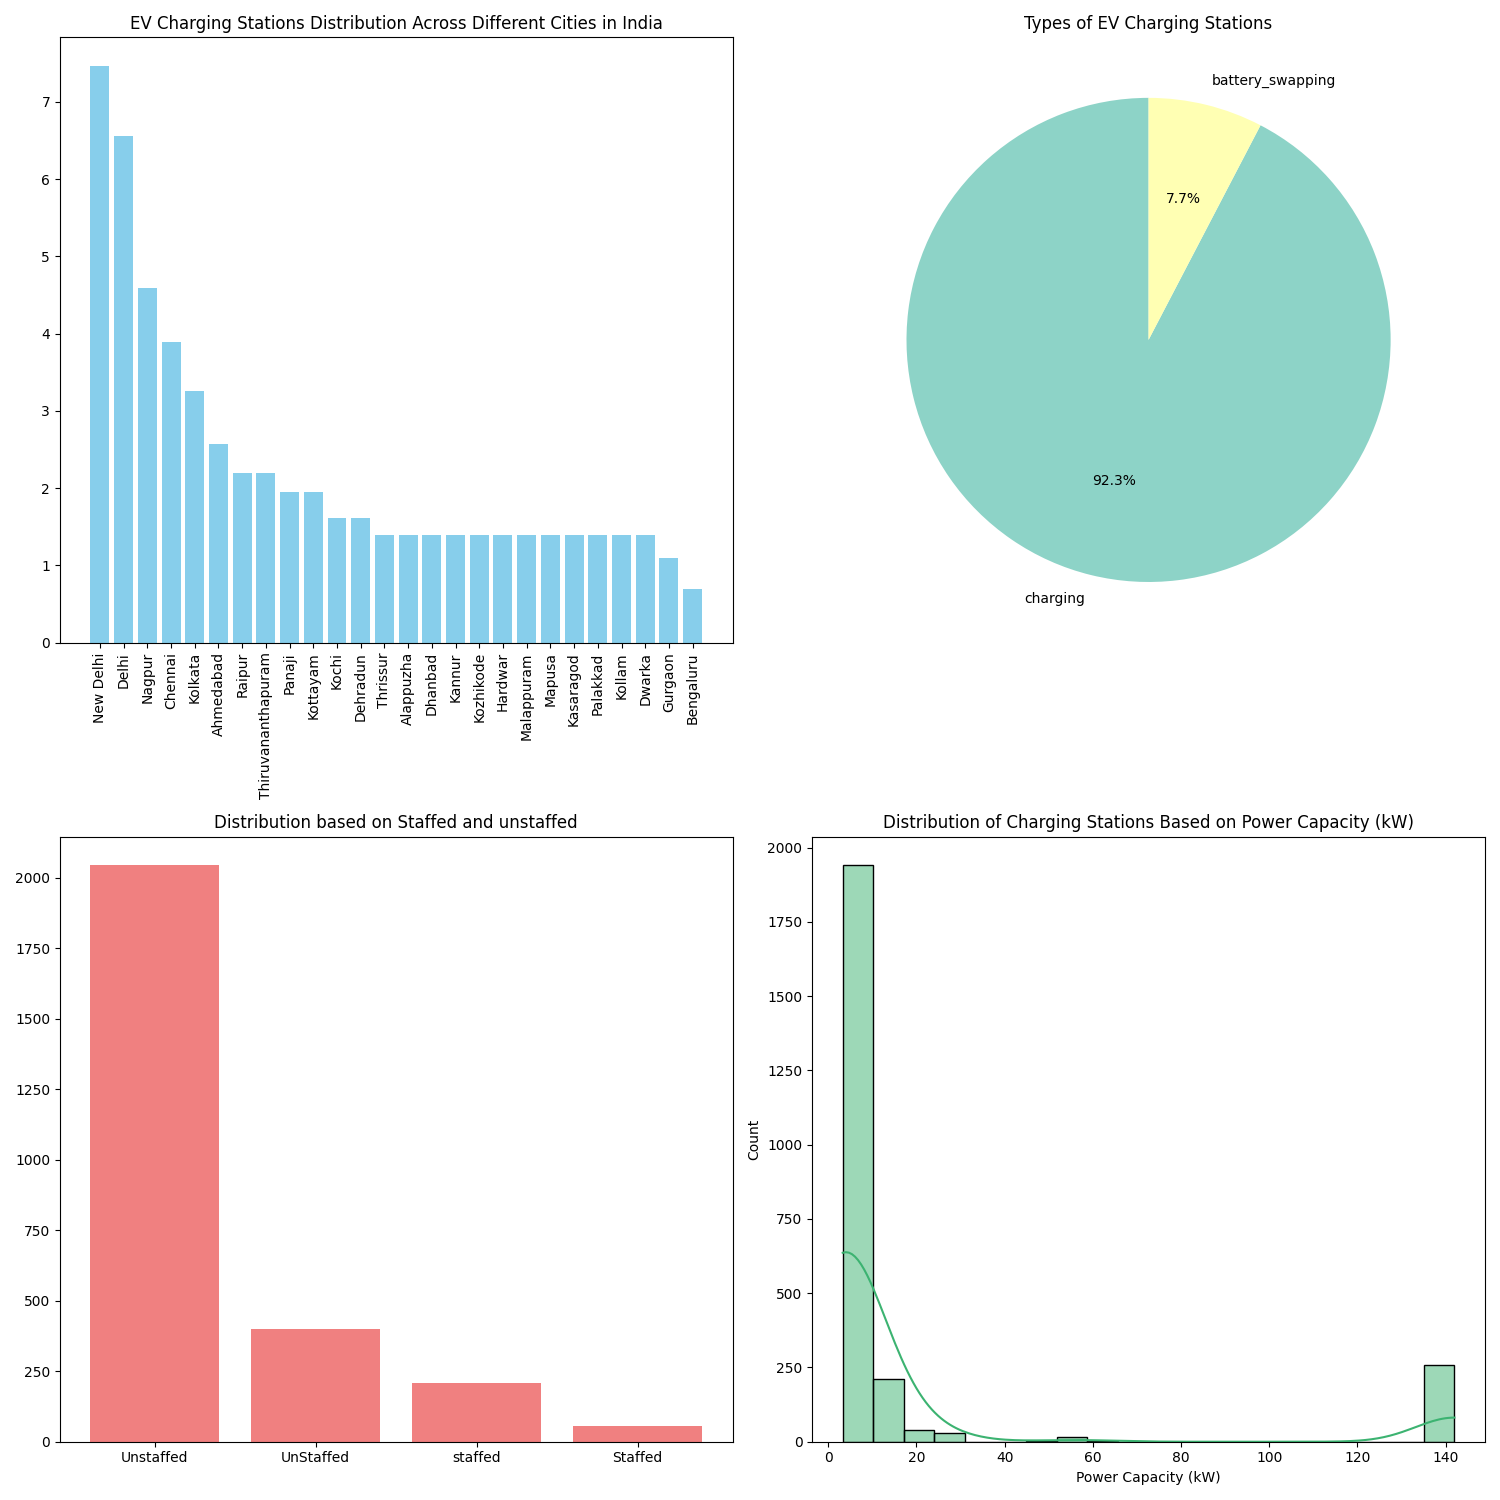 EV Charging Stations Distribution Across Different Cities in India
7
6
5
4
3
2
1
0
New Delhi
Delhi
Nagpur
Chennai
Kolkata
Ahmedabad
Raipur
Thiruvananthapuram
Panaji
Kottayam
Kochi
Dehradun
Thrissur
Alappuzha
Dhanbad
Kannur
Kozhikode
Hardwar
Malappuram
Mapusa
Kasaragod
Palakkad
Kollam
Dwarka
Gurgaon
Bengaluru
Types of EV Charging Stations
battery_swapping
7.7%
92.3%
charging
Distribution based on Staffed and unstaffed
2000
1750
1500
1250
1000
750
500
250
0
Unstaffed
UnStaffed
staffed
Staffed
Distribution of Charging Stations Based on Power Capacity (kW)
Count
2000
1750
1500
1250
1000
750
500
250
0
0
20
40
60
80
100
120
140
Power Capacity (kW)